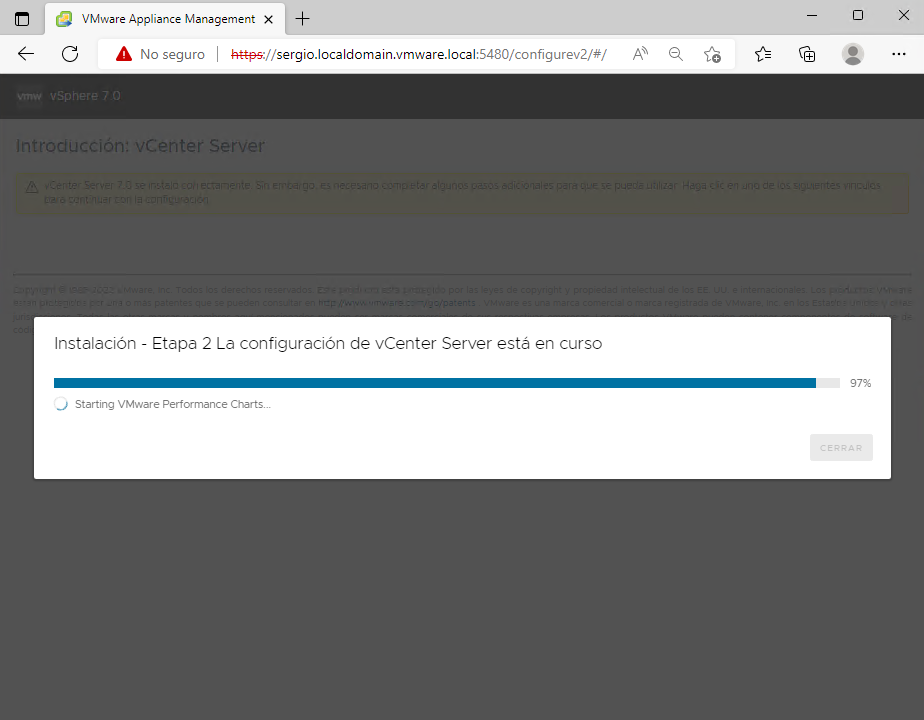 VMware Appliance Management
No seguro
https://sergio.localdomain.vmware.local:5480/configurev2/#/
vmw vSphere 7.0
Introducción: vCenter Server
vCenter Server 7.0 se instaló correctamente. Sin embargo, es necesario completar algunos pasos adicionales para que se pueda utilizar. Haga clic en uno de los siguientes vínculos
para continuar con la configuración.
Copyright © VMware, Inc. Todos los derechos reservados. Este producto está protegido por las leyes de copyright y propiedad intelectual de los EE. UU. e internacionales. Los productos VMware
están protegidos por una o más patentes que se pueden consultar en http://www.vmware.com/go/patents. VMware es una marca comercial o marca registrada de VMware, Inc. en los Estados Unidos y otras
Instalación - Etapa 2 La configuración de vCenter Server está en curso
97%
Starting VMware Performance Charts...
CERRAR